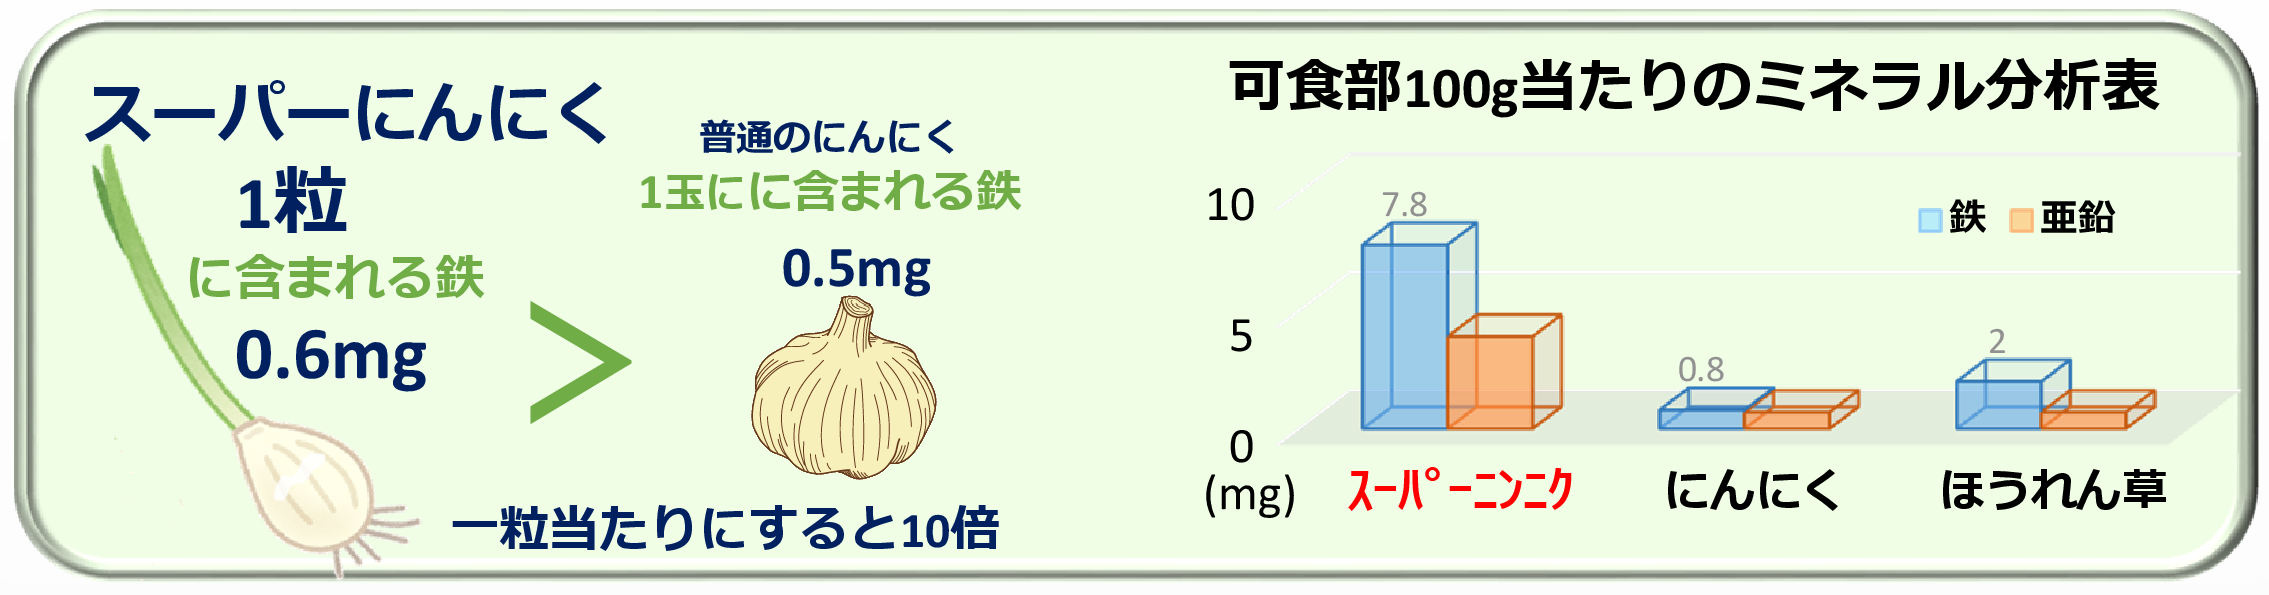 スーパーにんにく
1粒
に含まれる鉄
0.6mg
>
普通のにんにく
1玉にに含まれる鉄
0.5mg
一粒当たりにすると10倍
可食部100g当たりのミネラル分析表
10
5
0
(mg)
7.8
0.8
2
鉄 亜鉛
ｽｰﾊﾟｰﾆﾝﾆｸ
にんにく
ほうれん草